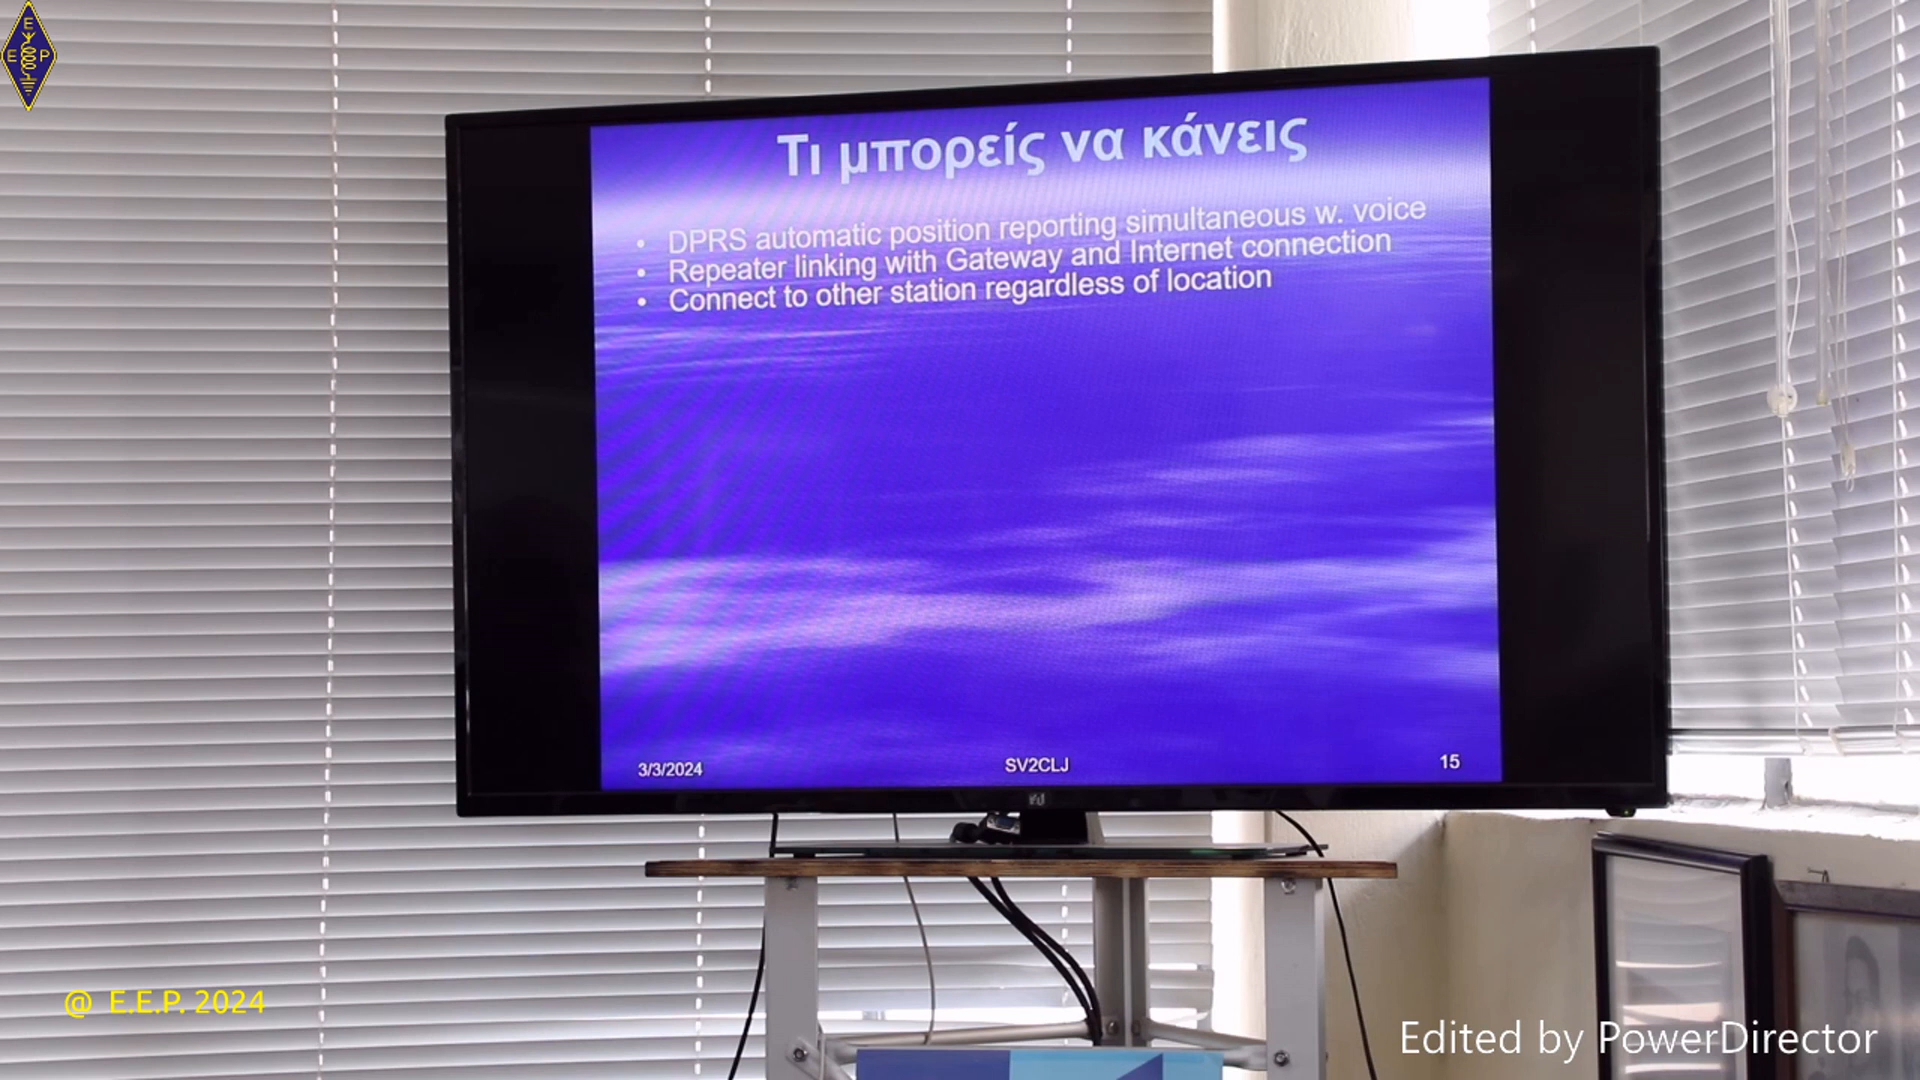 E
E P
Τι μπορείς να κάνεις
• DPRS automatic position reporting simultaneous w. voice
• Repeater linking with Gateway and Internet connection
• Connect to other station regardless of location
3/3/2024 SV2CLJ 15
@ E.E.P. 2024
Edited by PowerDirector